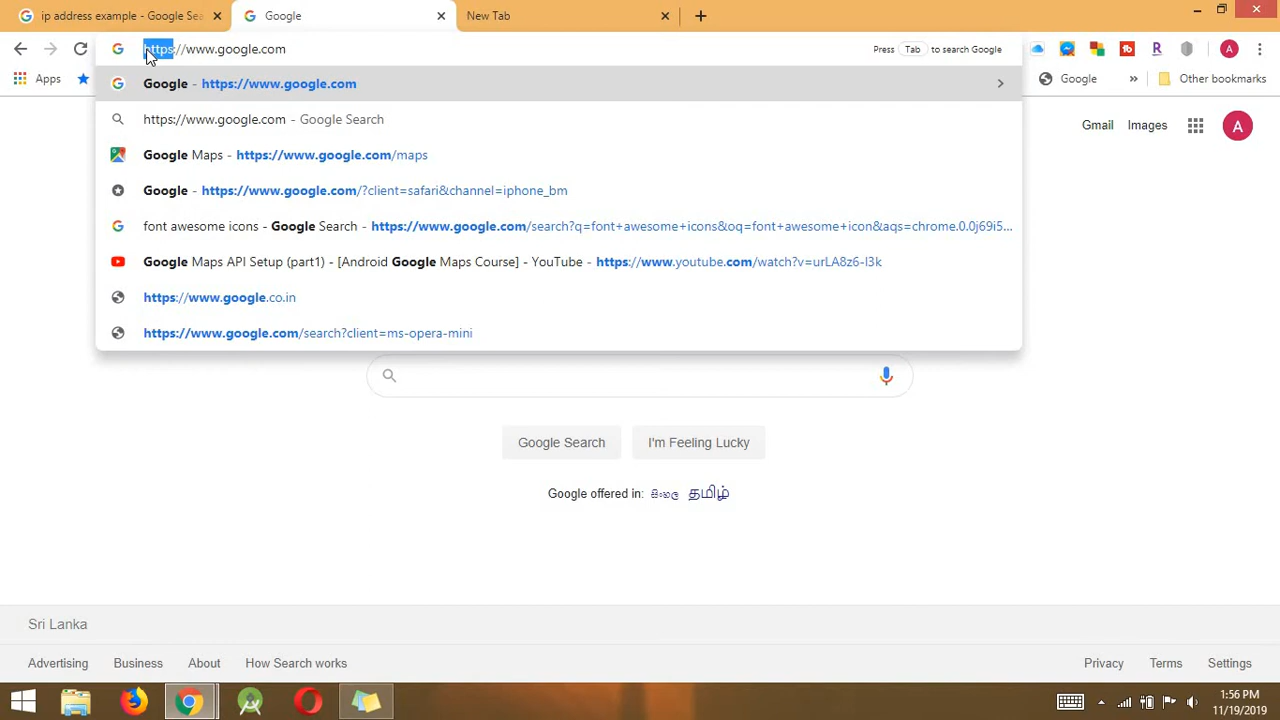 ip address example - Google Sea
Google
New Tab
https://www.google.com
Press Tab to search Google
Apps
Google
Other bookmarks
Google - https://www.google.com
https://www.google.com - Google Search
Google Maps - https://www.google.com/maps
Google - https://www.google.com/?client=safari&channel=iphone_bm
font awesome icons - Google Search - https://www.google.com/search?q=font+awesome+icons&oq=font+awesome+icon&aqs=chrome.0.0j69i5...
Google Maps API Setup (part1) - [Android Google Maps Course] - YouTube - https://www.youtube.com/watch?v=urLA8z6-l3k
https://www.google.co.in
https://www.google.com/search?client=ms-opera-mini
Gmail Images
A
A
Google Search
I'm Feeling Lucky
Google offered in: සිංහල தமிழ்
Sri Lanka
Advertising Business About How Search works
Privacy Terms Settings
1:56 PM
11/19/2019